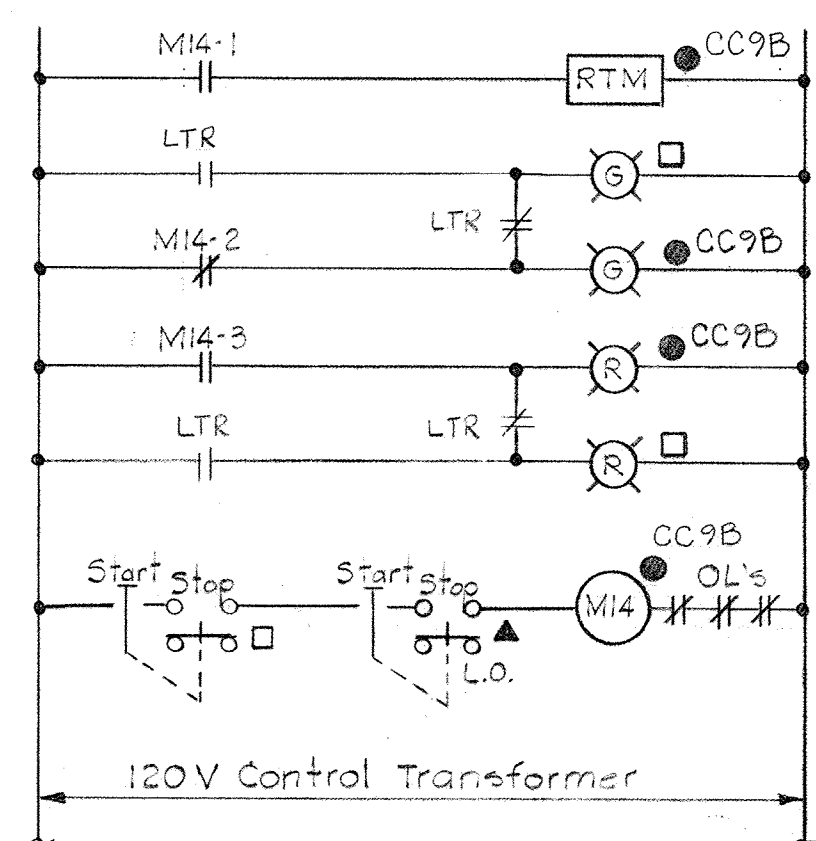 M14-1 CC9B
RTM
LTR
G
LTR
M14-2 CC9B
G
M14-3 CC9B
R
LTR LTR
R
CC9B
Start Stop Start Stop OL's
M14
L.O.
120V Control Transformer